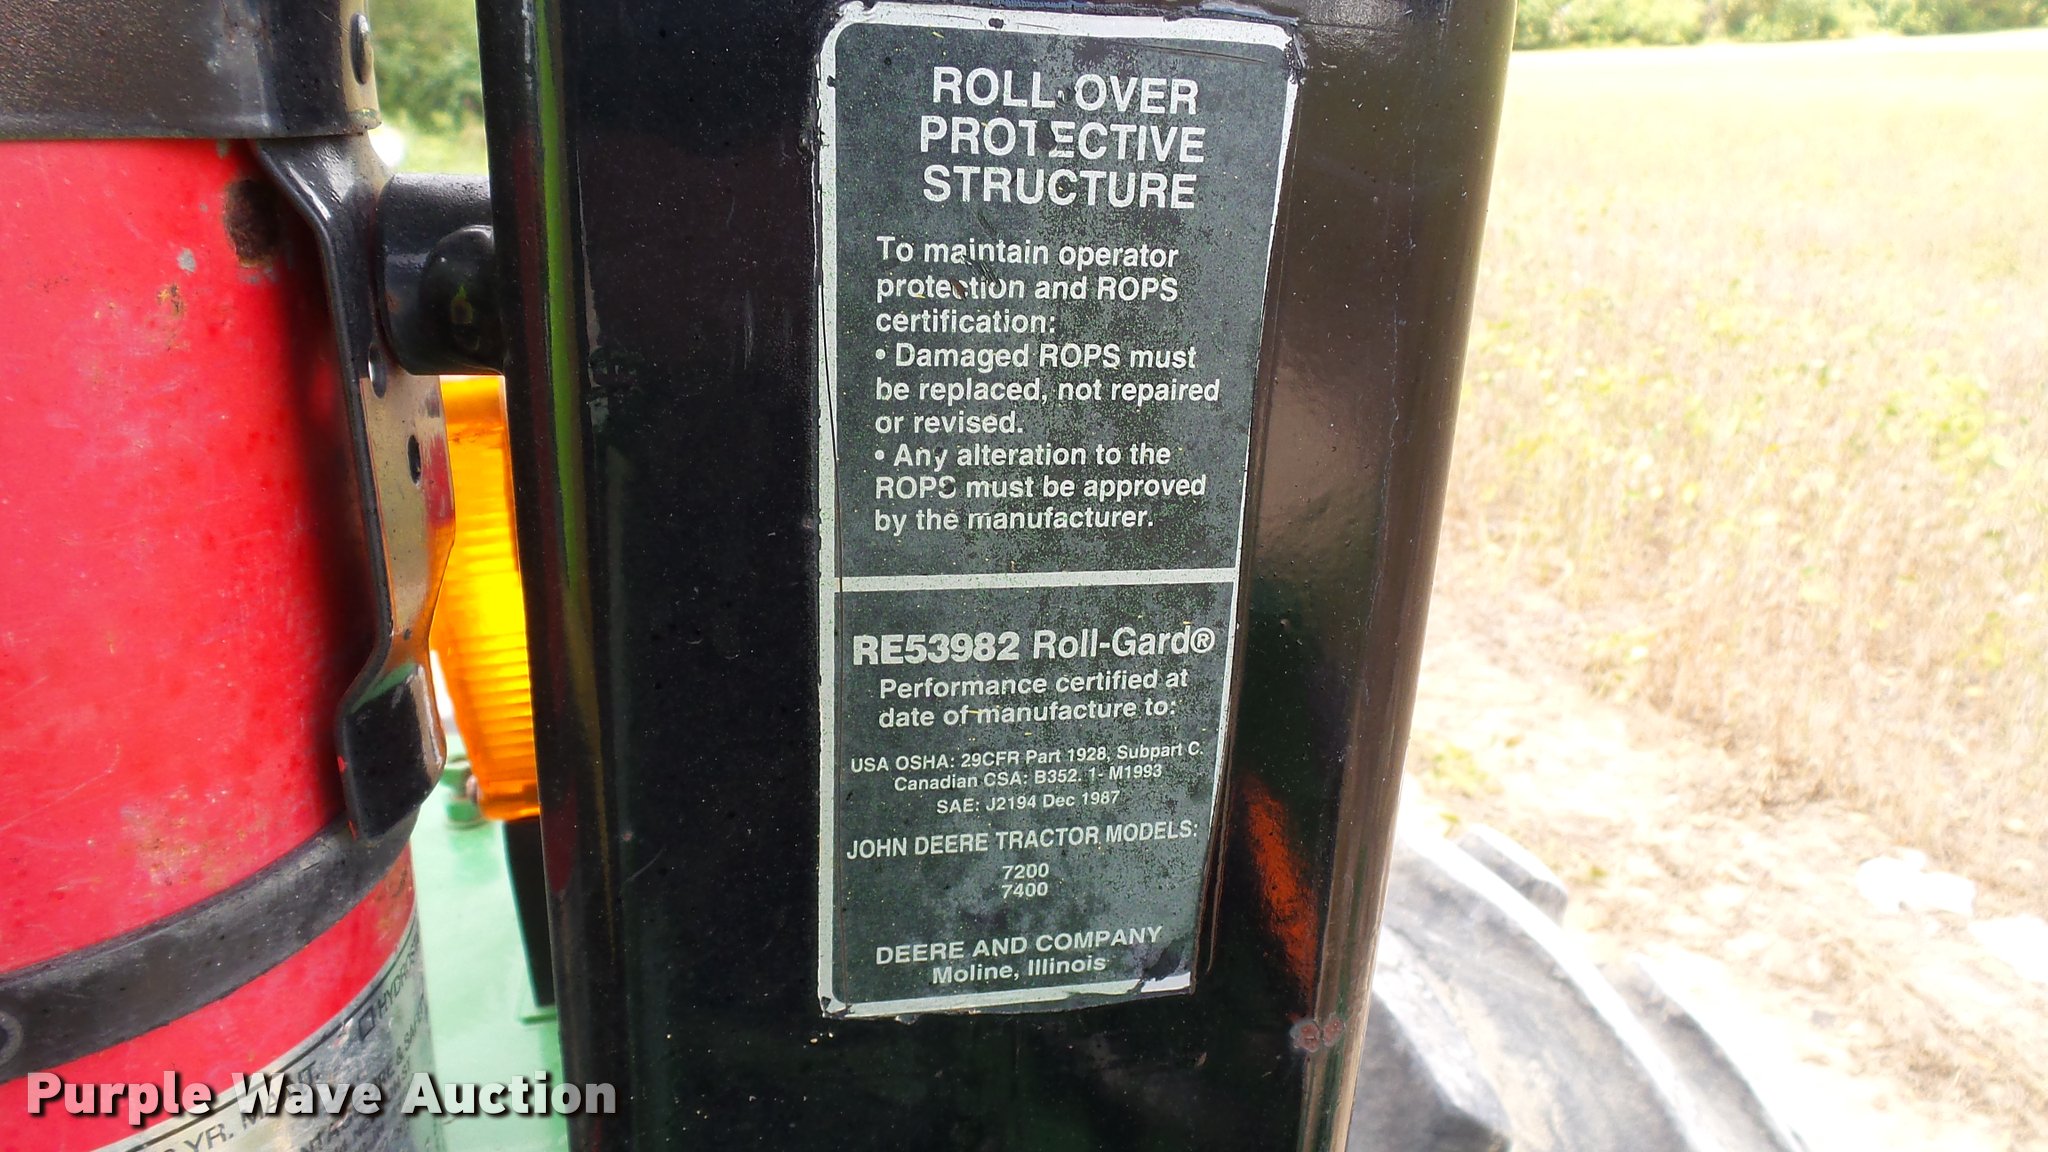 ROLL-OVER
PROTECTIVE
STRUCTURE
To maintain operator
protection and ROPS
certification:
• Damaged ROPS must
be replaced, not repaired
or revised.
• Any alteration to the
ROPS must be approved
by the manufacturer.
RE53982 Roll-Gard®
Performance certified at
date of manufacture to:
USA OSHA: 29CFR Part 1928, Subpart C.
Canadian CSA: B352. 1- M1993
SAE: J2194 Dec 1987
JOHN DEERE TRACTOR MODELS:
7200
7400
DEERE AND COMPANY
Moline, Illinois
YR.
Purple Wave Auction